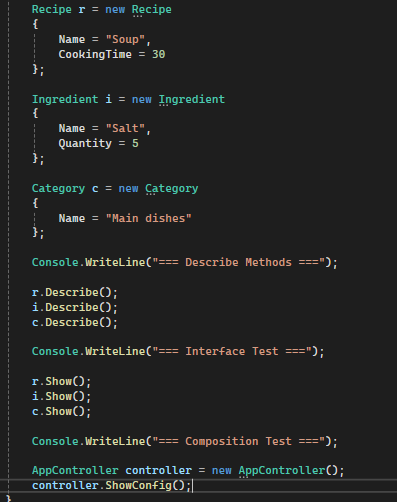 Recipe r = new Recipe
{
    Name = "Soup",
    CookingTime = 30
};
Ingredient i = new Ingredient
{
    Name = "Salt",
    Quantity = 5
};
Category c = new Category
{
    Name = "Main dishes"
};
Console.WriteLine("=== Describe Methods ===");
r.Describe();
i.Describe();
c.Describe();
Console.WriteLine("=== Interface Test ===");
r.Show();
i.Show();
c.Show();
Console.WriteLine("=== Composition Test ===");
AppController controller = new AppController();
controller.ShowConfig();
}